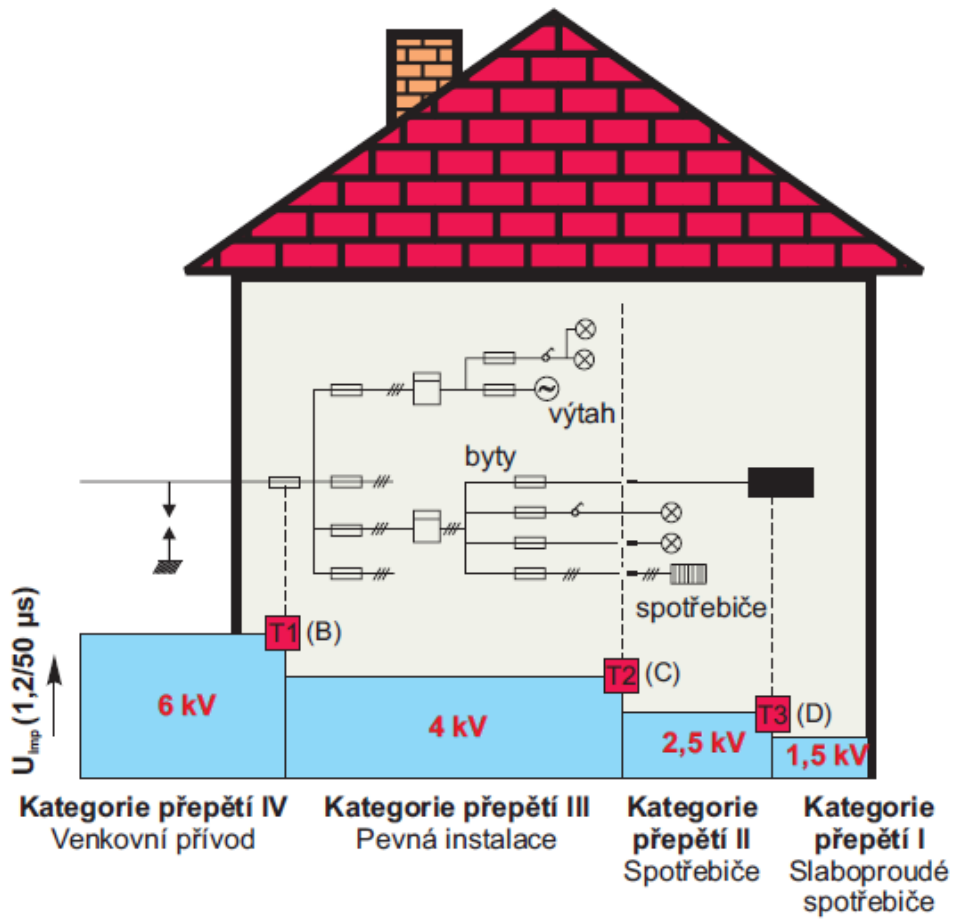 výtah
byty
spotřebiče
T1 (B)
T2 (C)
T3 (D)
U Imp (1,2/50 µs)
6 kV
4 kV
2,5 kV
1,5 kV
Kategorie přepětí IV
Venkovní přívod
Kategorie přepětí III
Pevná instalace
Kategorie
přepětí II
Spotřebiče
Kategorie
přepětí I
Slaboproudé
spotřebiče